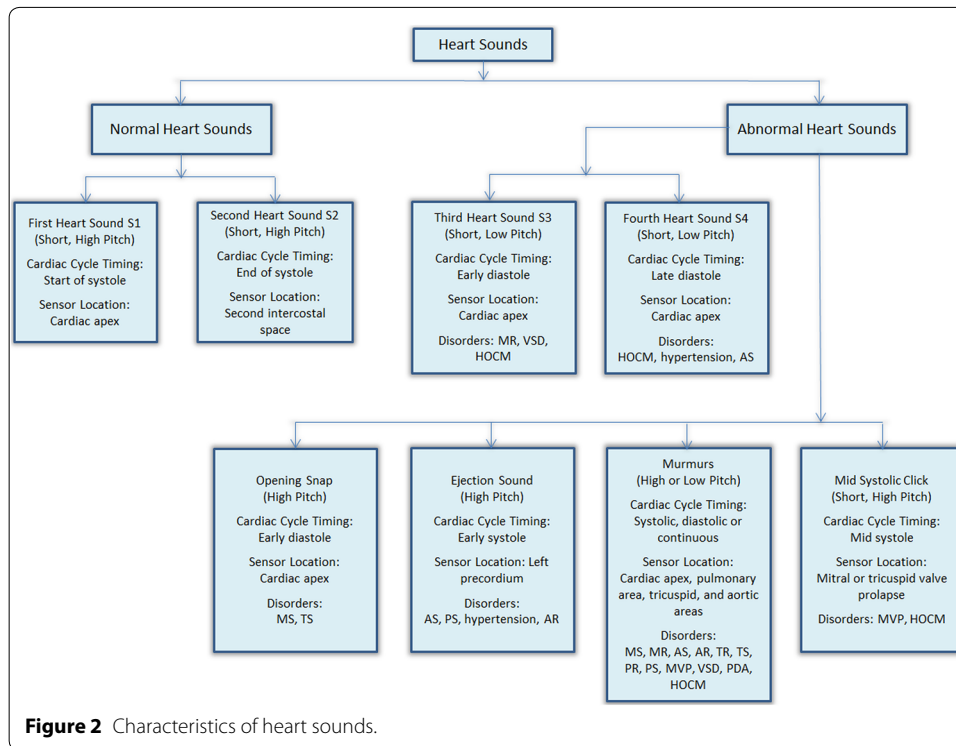 Heart Sounds
Normal Heart Sounds
Abnormal Heart Sounds
First Heart Sound S1
(Short, High Pitch)
Cardiac Cycle Timing:
Start of systole
Sensor Location:
Cardiac apex
Second Heart Sound S2
(Short, High Pitch)
Cardiac Cycle Timing:
End of systole
Sensor Location:
Second intercostal
space
Third Heart Sound S3
(Short, Low Pitch)
Cardiac Cycle Timing:
Early diastole
Sensor Location:
Cardiac apex
Disorders: MR, VSD,
HOCM
Fourth Heart Sound S4
(Short, Low Pitch)
Cardiac Cycle Timing:
Late diastole
Sensor Location:
Cardiac apex
Disorders:
HOCM, hypertension, AS
Opening Snap
(High Pitch)
Cardiac Cycle Timing:
Early diastole
Sensor Location:
Cardiac apex
Disorders:
MS, TS
Ejection Sound
(High Pitch)
Cardiac Cycle Timing:
Early systole
Sensor Location: Left
precordium
Disorders:
AS, PS, hypertension, AR
Murmurs
(High or Low Pitch)
Cardiac Cycle Timing:
Systolic, diastolic or
continuous
Sensor Location:
Cardiac apex, pulmonary
area, tricuspid, and aortic
areas
Disorders:
MS, MR, AS, AR, TR, TS,
PR, PS, MVP, VSD, PDA,
HOCM
Mid Systolic Click
(Short, High Pitch)
Cardiac Cycle Timing:
Mid systole
Sensor Location:
Mitral or tricuspid valve
prolapse
Disorders: MVP, HOCM
Figure 2 Characteristics of heart sounds.